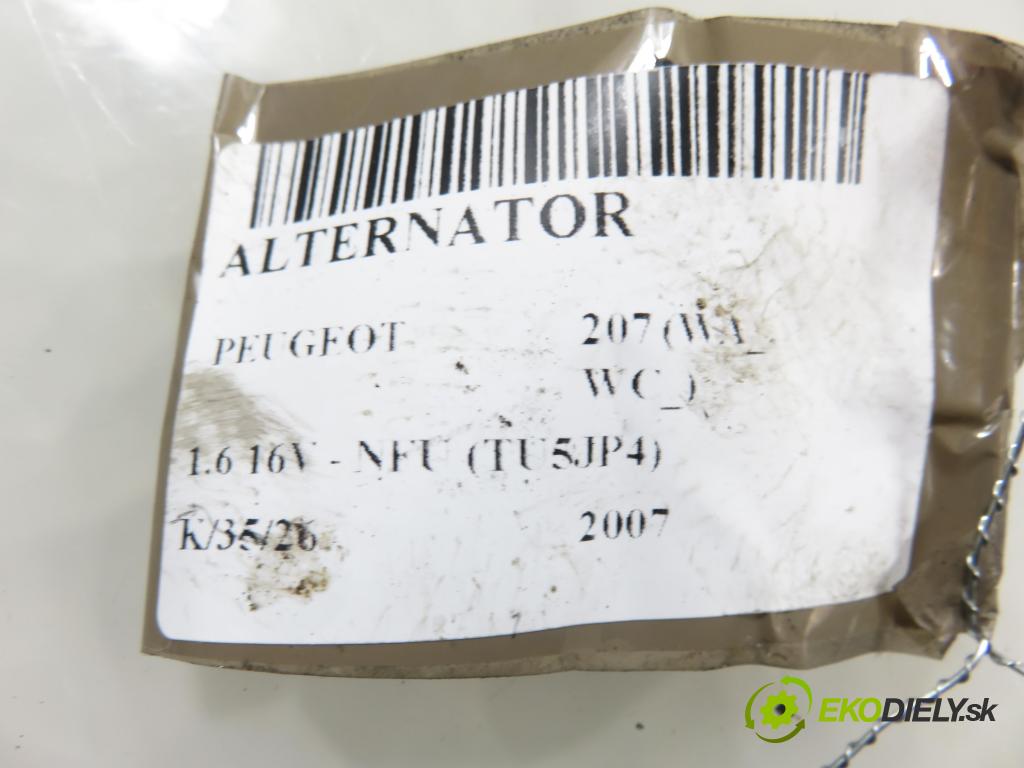 ALTERNATOR
PEUGEOT 207 (WA_
WC_)
1.6 16V - NFU (TU5JP4)
K/35/26 2007
EKODIELY.sk